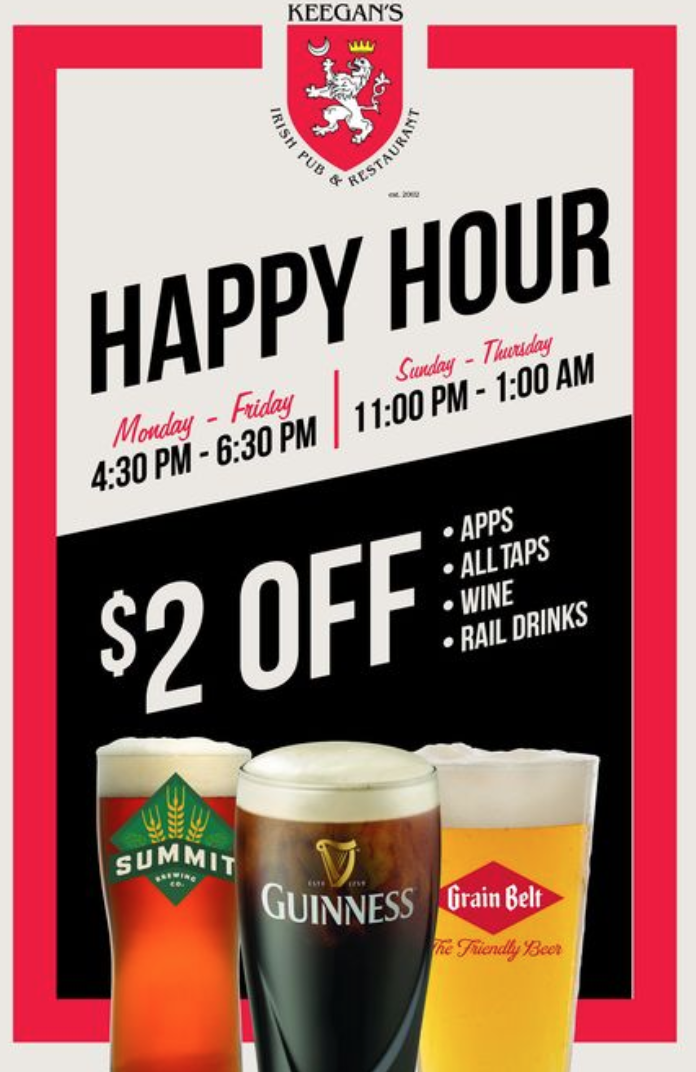 KEEGAN'S
IRISH PUB & RESTAURANT
est. 2002
HAPPY HOUR
Monday - Friday
4:30 PM - 6:30 PM
Sunday - Thursday
11:00 PM - 1:00 AM
$2 OFF
• APPS
• ALL TAPS
• WINE
• RAIL DRINKS
SUMMIT
BREWING
CO.
ESTD 1759
GUINNESS
Grain Belt
The Friendly Beer